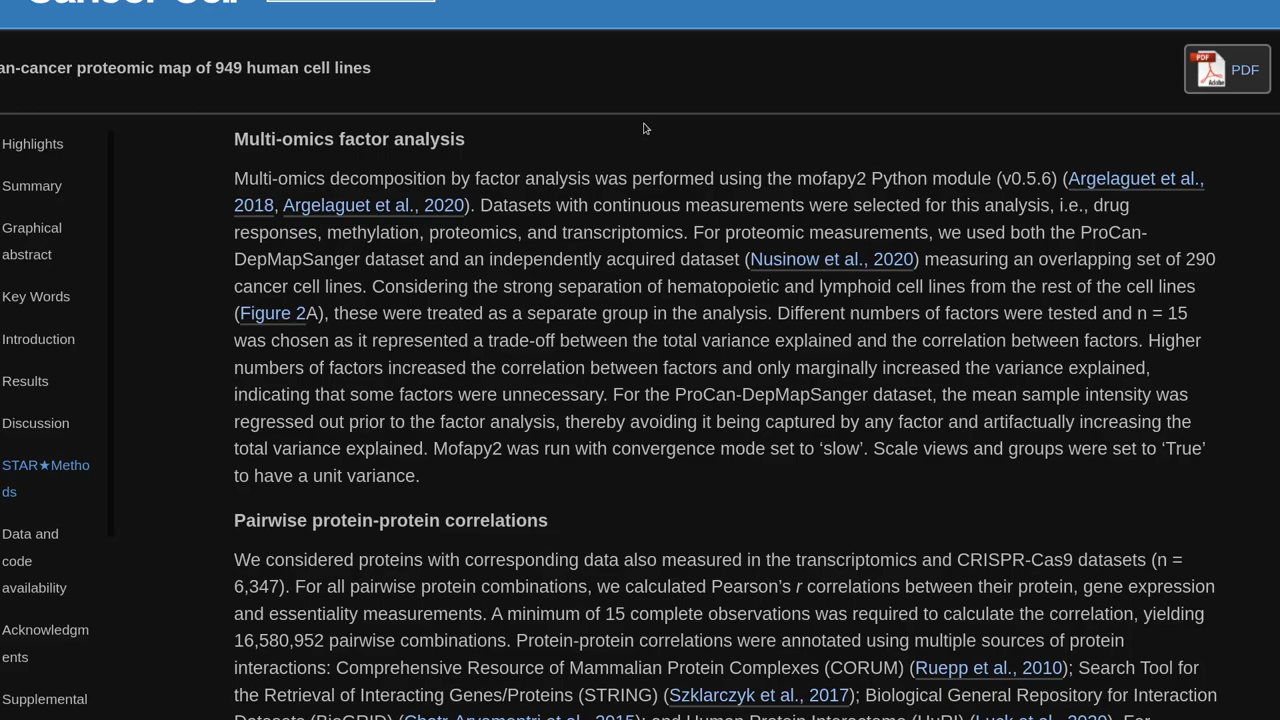 an-cancer proteomic map of 949 human cell lines
PDF
PDF
Adobe
Highlights
Summary
Graphical
abstract
Key Words
Introduction
Results
Discussion
STAR★Metho
ds
Data and
code
availability
Acknowledgm
ents
Supplemental
Multi-omics factor analysis
Multi-omics decomposition by factor analysis was performed using the mofapy2 Python module (v0.5.6) (Argelaguet et al.,
2018, Argelaguet et al., 2020). Datasets with continuous measurements were selected for this analysis, i.e., drug
responses, methylation, proteomics, and transcriptomics. For proteomic measurements, we used both the ProCan-
DepMapSanger dataset and an independently acquired dataset (Nusinow et al., 2020) measuring an overlapping set of 290
cancer cell lines. Considering the strong separation of hematopoietic and lymphoid cell lines from the rest of the cell lines
(Figure 2A), these were treated as a separate group in the analysis. Different numbers of factors were tested and n = 15
was chosen as it represented a trade-off between the total variance explained and the correlation between factors. Higher
numbers of factors increased the correlation between factors and only marginally increased the variance explained,
indicating that some factors were unnecessary. For the ProCan-DepMapSanger dataset, the mean sample intensity was
regressed out prior to the factor analysis, thereby avoiding it being captured by any factor and artifactually increasing the
total variance explained. Mofapy2 was run with convergence mode set to ‘slow’. Scale views and groups were set to ‘True’
to have a unit variance.
Pairwise protein-protein correlations
We considered proteins with corresponding data also measured in the transcriptomics and CRISPR-Cas9 datasets (n =
6,347). For all pairwise protein combinations, we calculated Pearson’s r correlations between their protein, gene expression
and essentiality measurements. A minimum of 15 complete observations was required to calculate the correlation, yielding
16,580,952 pairwise combinations. Protein-protein correlations were annotated using multiple sources of protein
interactions: Comprehensive Resource of Mammalian Protein Complexes (CORUM) (Ruepp et al., 2010); Search Tool for
the Retrieval of Interacting Genes/Proteins (STRING) (Szklarczyk et al., 2017); Biological General Repository for Interaction